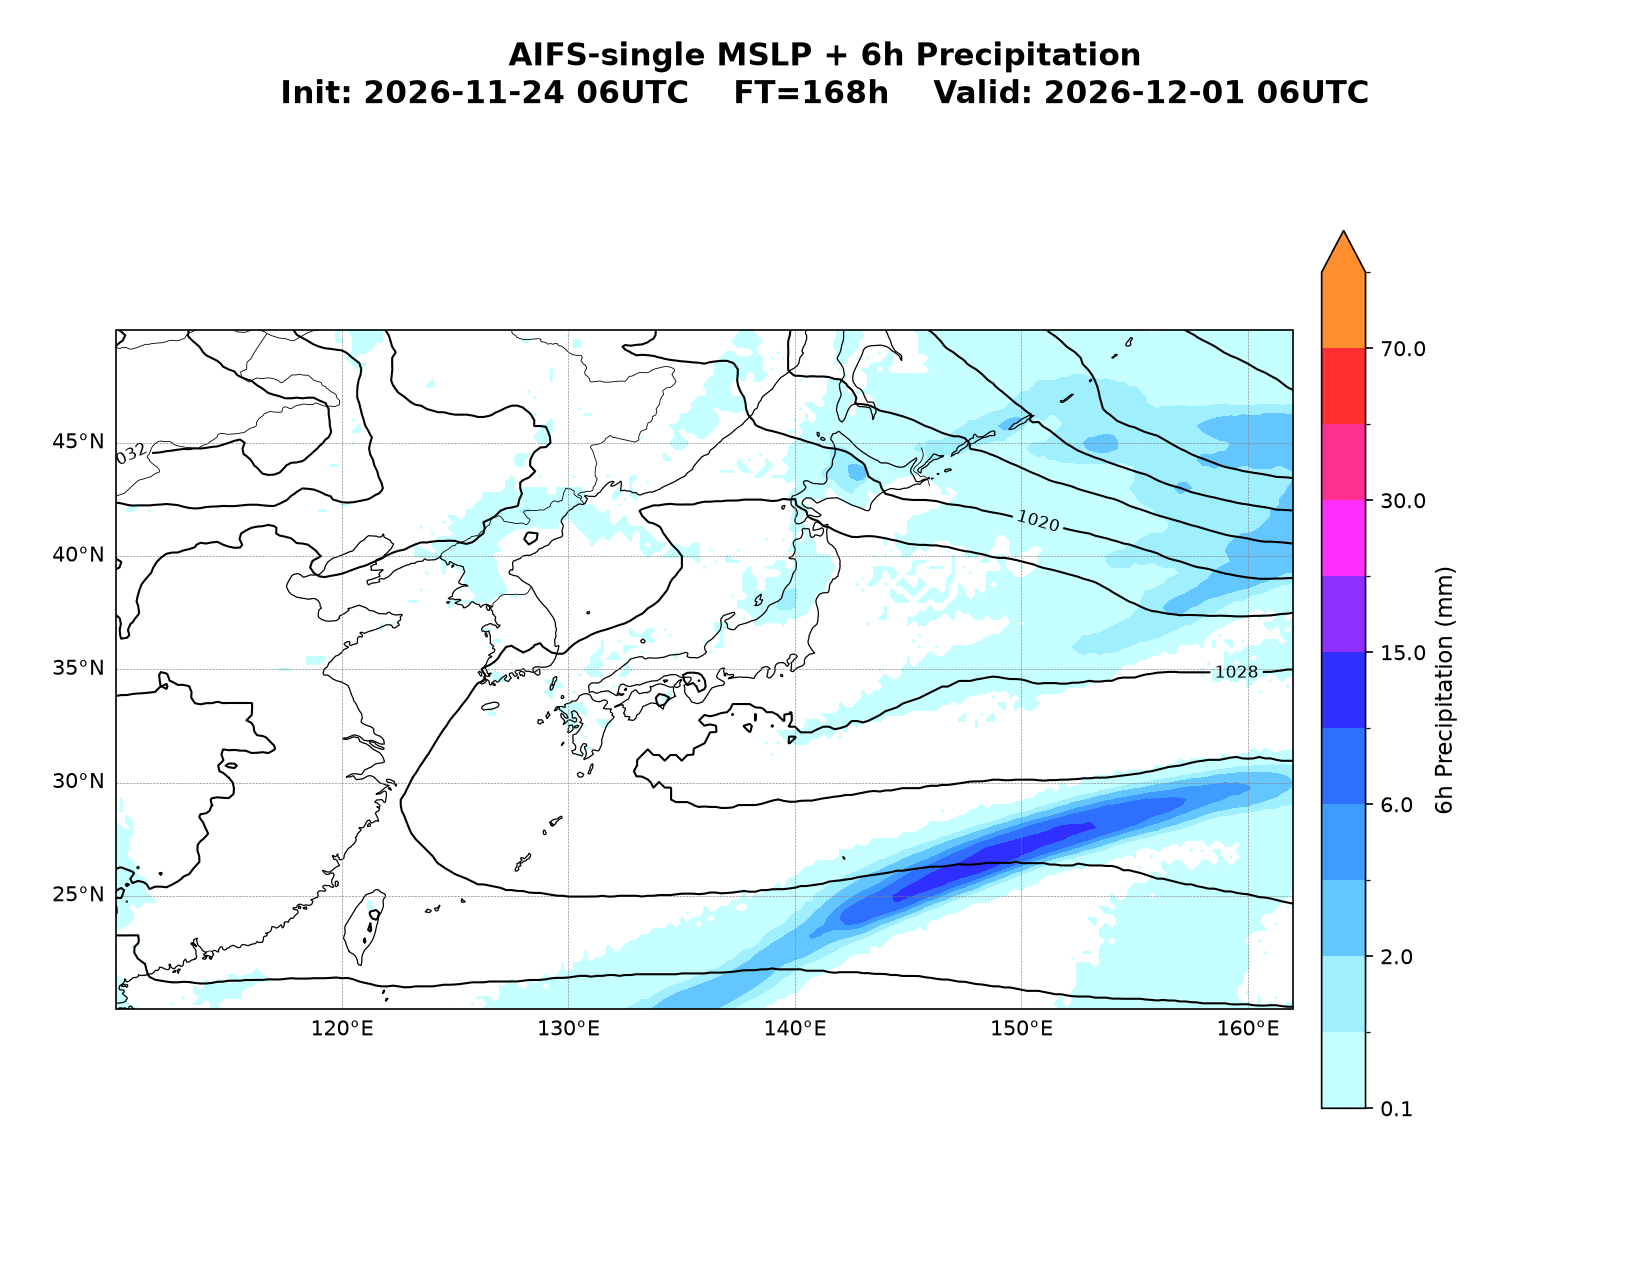 AIFS-single MSLP + 6h Precipitation
Init: 2026-11-24 06UTC    FT=168h    Valid: 2026-12-01 06UTC
70.0
45°N
032
30.0
1020
40°N
15.0
35°N
1028
30°N
6.0
25°N
2.0
120°E
130°E
140°E
150°E
160°E
0.1
6h Precipitation (mm)